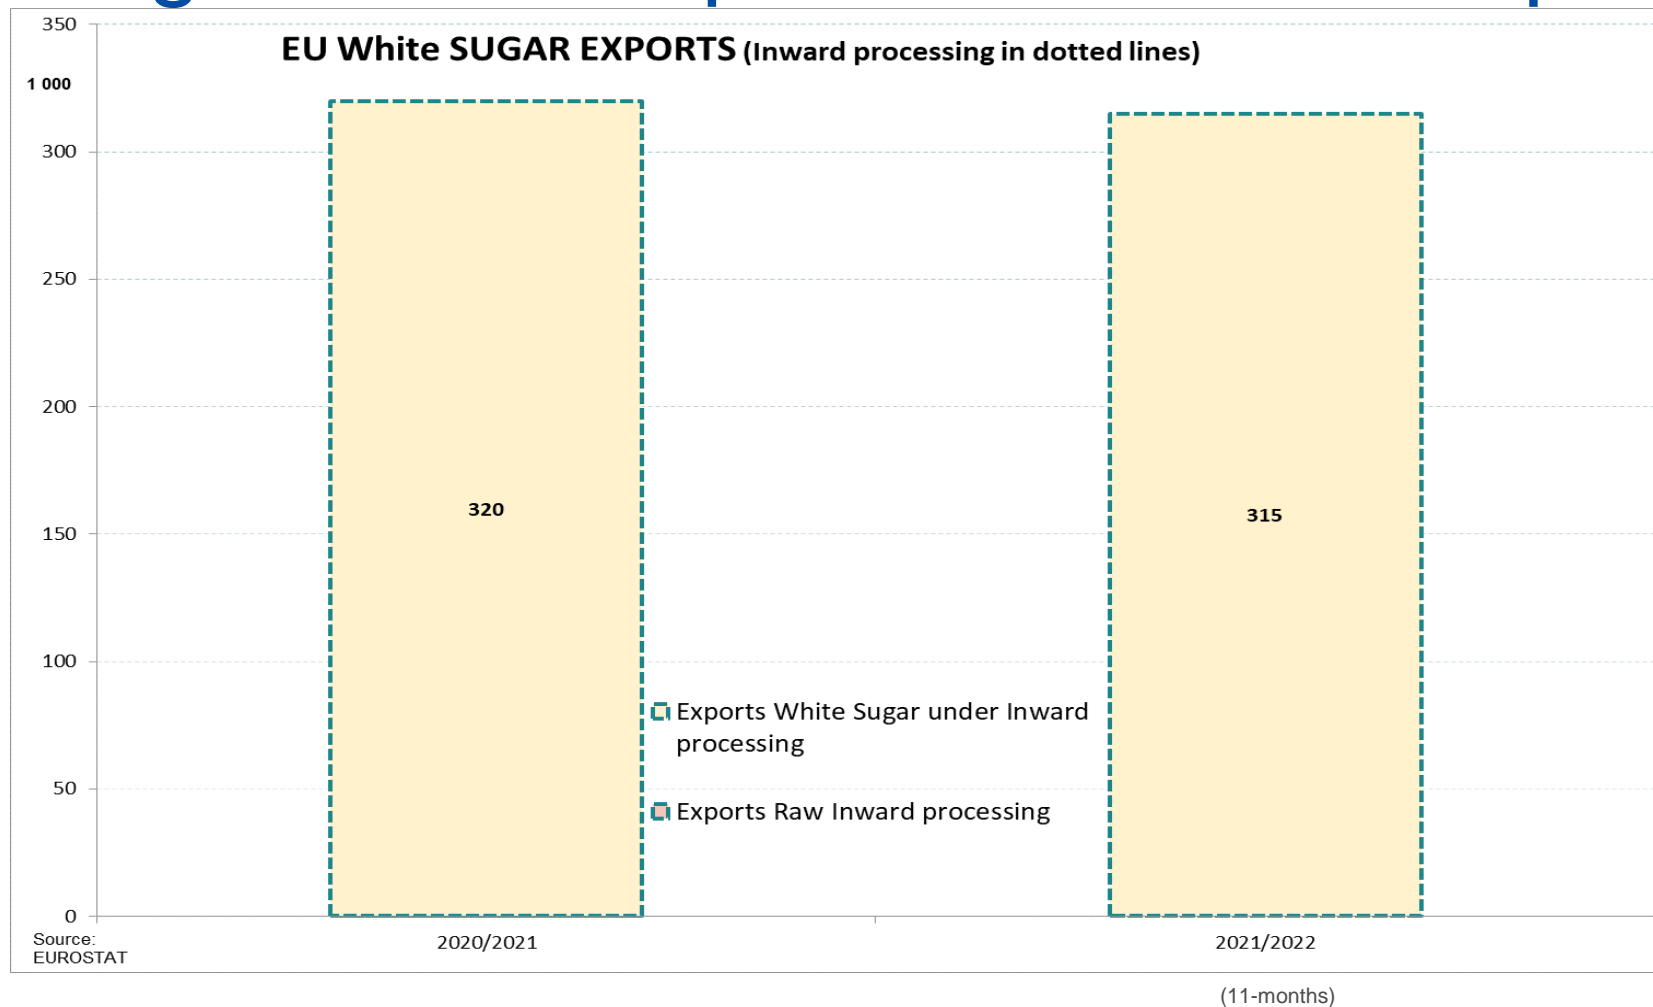 EU White SUGAR EXPORTS (Inward processing in dotted lines)
350
1 000
300
250
200
150
100
50
0
320
315
Exports White Sugar under Inward
processing
Exports Raw Inward processing
2020/2021
2021/2022
Source:
EUROSTAT
(11-months)